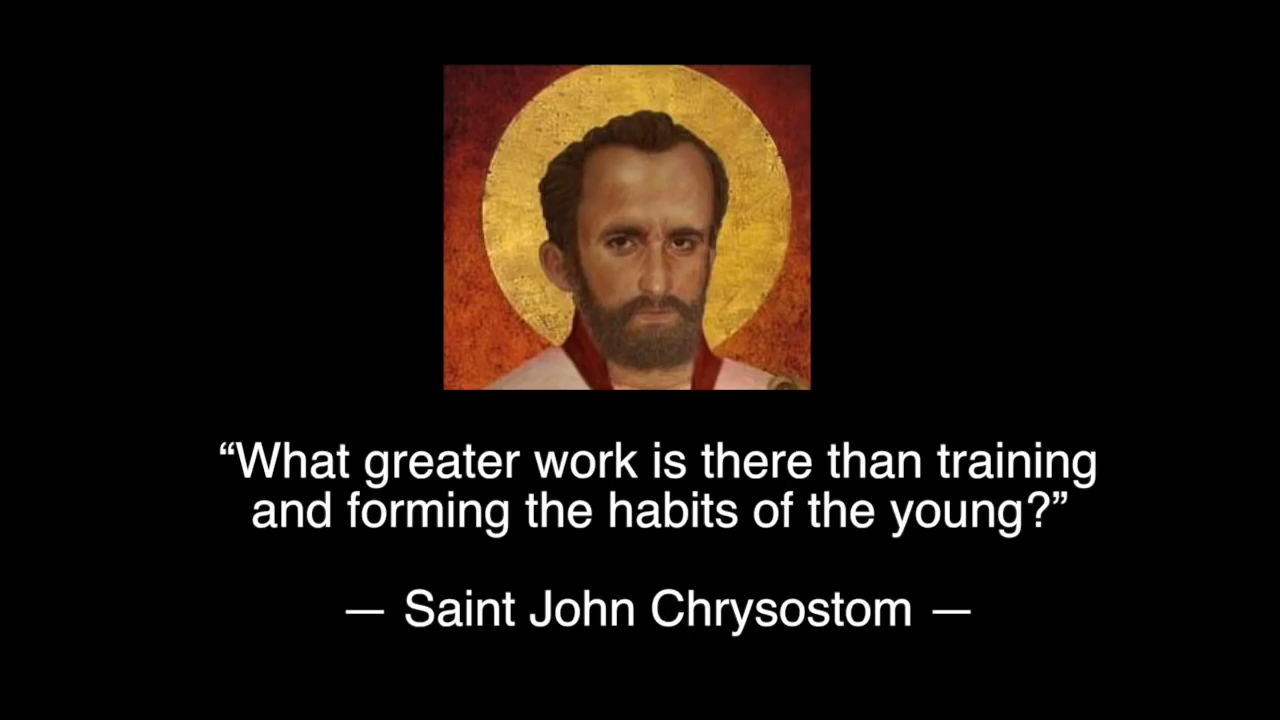 “What greater work is there than training
and forming the habits of the young?”
— Saint John Chrysostom —